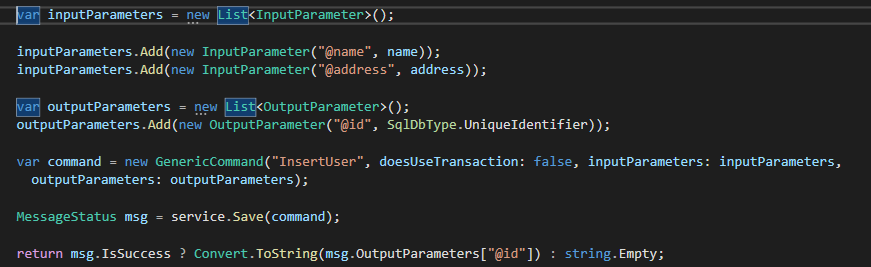 var inputParameters = new List<InputParameter>();
inputParameters.Add(new InputParameter("@name", name));
inputParameters.Add(new InputParameter("@address", address));
var outputParameters = new List<OutputParameter>();
outputParameters.Add(new OutputParameter("@id", SqlDbType.UniqueIdentifier));
var command = new GenericCommand("InsertUser", doesUseTransaction: false, inputParameters: inputParameters,
outputParameters: outputParameters);
MessageStatus msg = service.Save(command);
return msg.IsSuccess ? Convert.ToString(msg.OutputParameters["@id"]) : string.Empty;